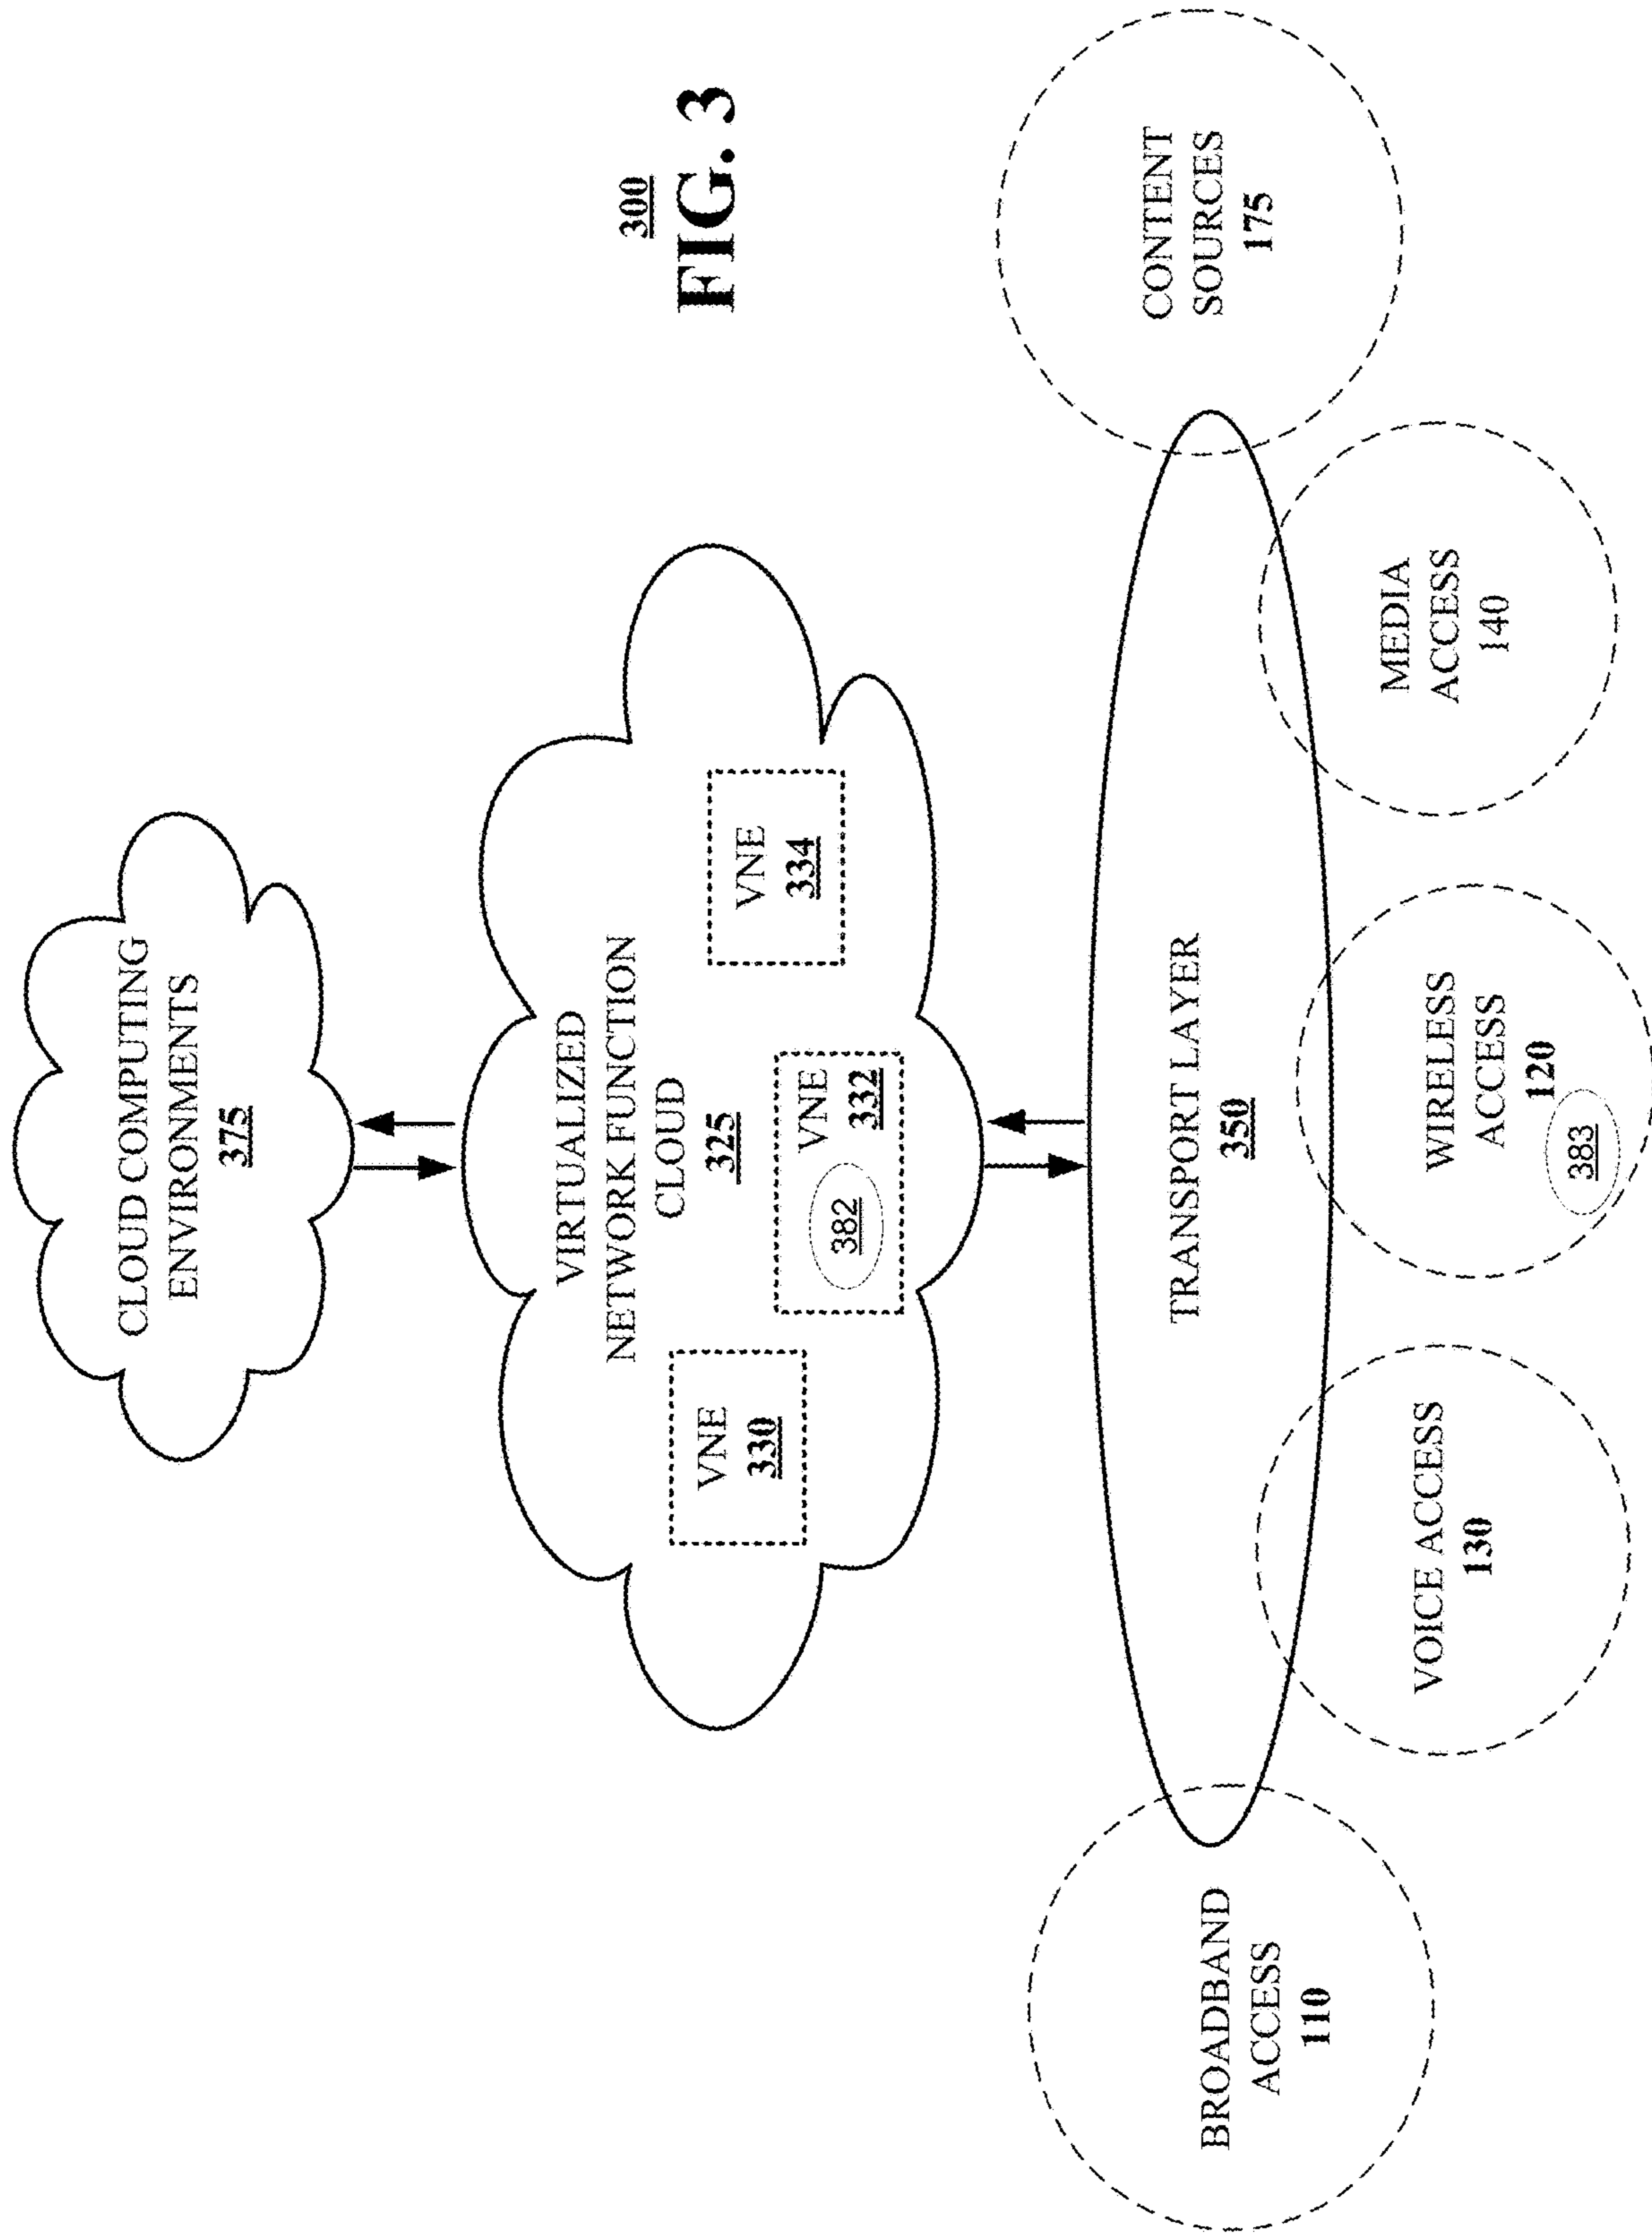 CLOUD COMPUTING
ENVIRONMENTS
375
VIRTUALIZED
NETWORK FUNCTION
CLOUD
325
VNE
330
VNE
332
382
VNE
334
300
FIG. 3
TRANSPORT LAYER
350
BROADBAND
ACCESS
110
VOICE ACCESS
130
WIRELESS
ACCESS
120
383
MEDIA
ACCESS
140
CONTENT
SOURCES
175